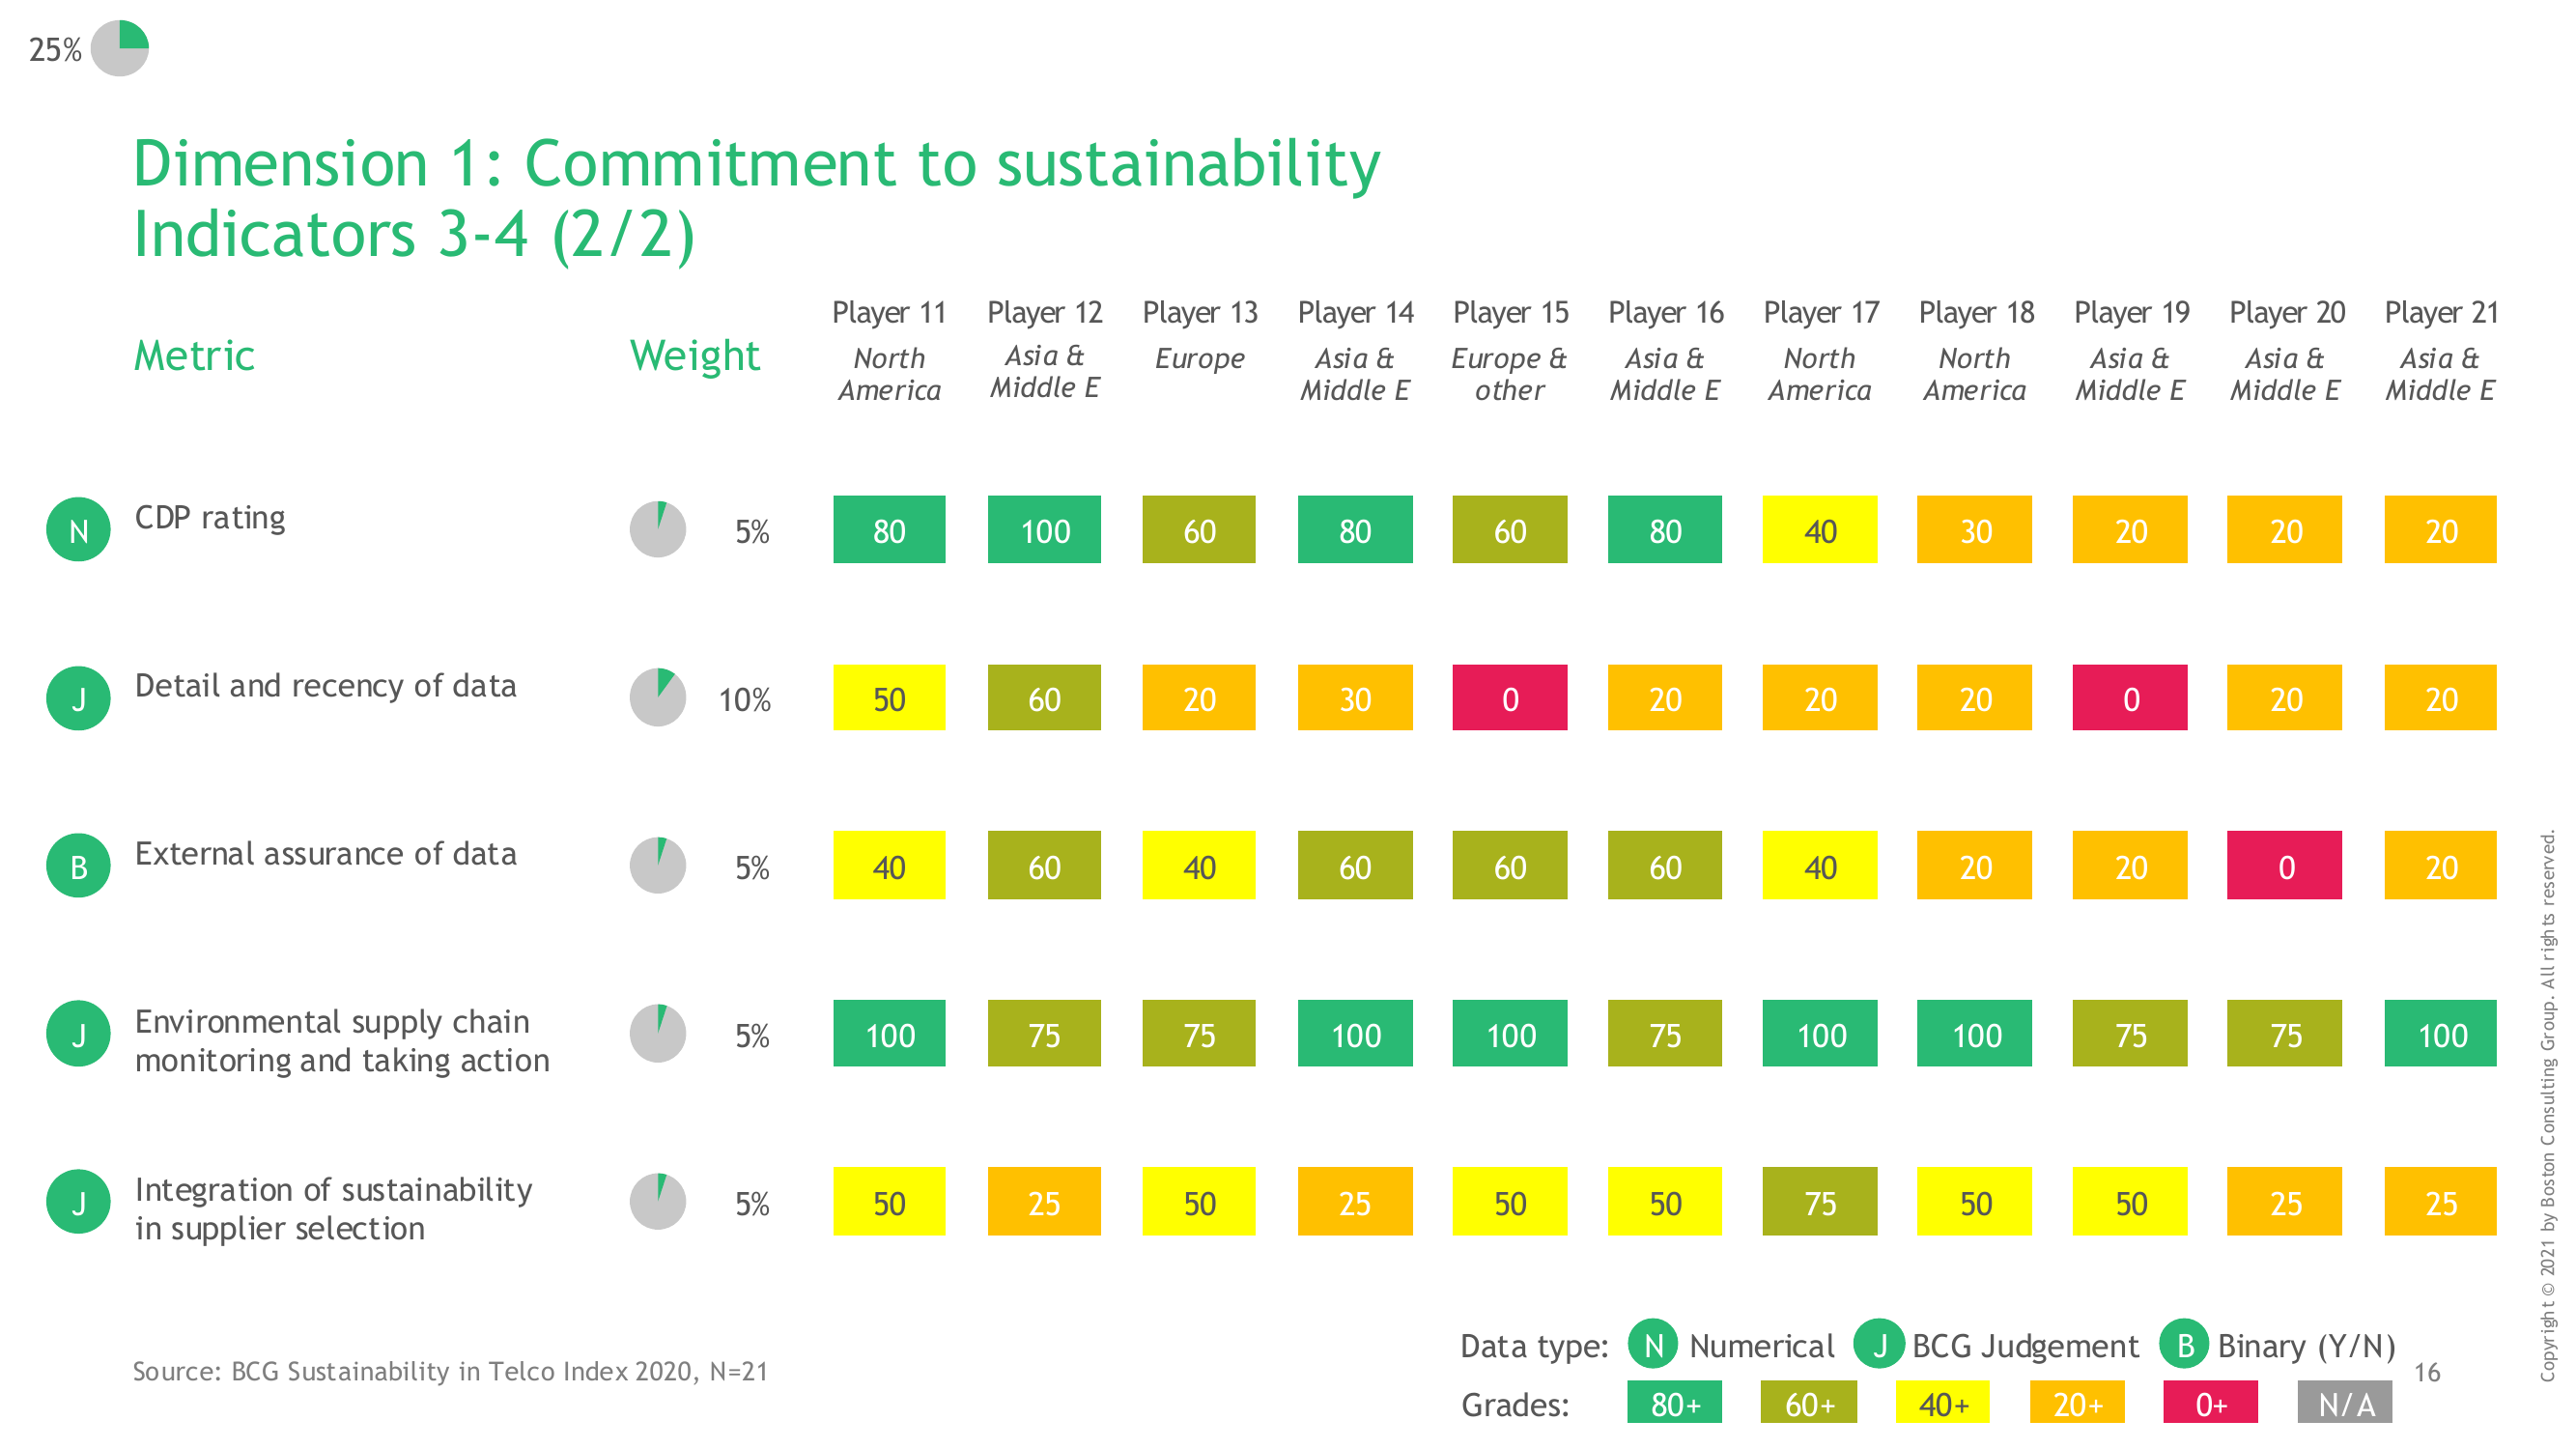 25%
Dimension 1: Commitment to sustainability
Indicators 3-4 (2/2)
Metric Weight
Player 11 Player 12 Player 13 Player 14 Player 15 Player 16 Player 17 Player 18 Player 19 Player 20 Player 21
North Asia & Europe Asia & Europe & Asia & North North Asia & Asia & Asia &
America Middle E Middle E other Middle E America America Middle E Middle E Middle E
N CDP rating 5% 80 100 60 80 60 80 40 30 20 20 20
J Detail and recency of data 10% 50 60 20 30 0 20 20 20 0 20 20
B External assurance of data 5% 40 60 40 60 60 60 40 20 20 0 20
J Environmental supply chain
monitoring and taking action 5% 100 75 75 100 100 75 100 100 75 75 100
J Integration of sustainability
in supplier selection 5% 50 25 50 25 50 50 75 50 50 25 25
Data type: N Numerical J BCG Judgement B Binary (Y/N)
Grades: 80+ 60+ 40+ 20+ 0+ N/A
Source: BCG Sustainability in Telco Index 2020, N=21
16
Copyright © 2021 by Boston Consulting Group. All rights reserved.